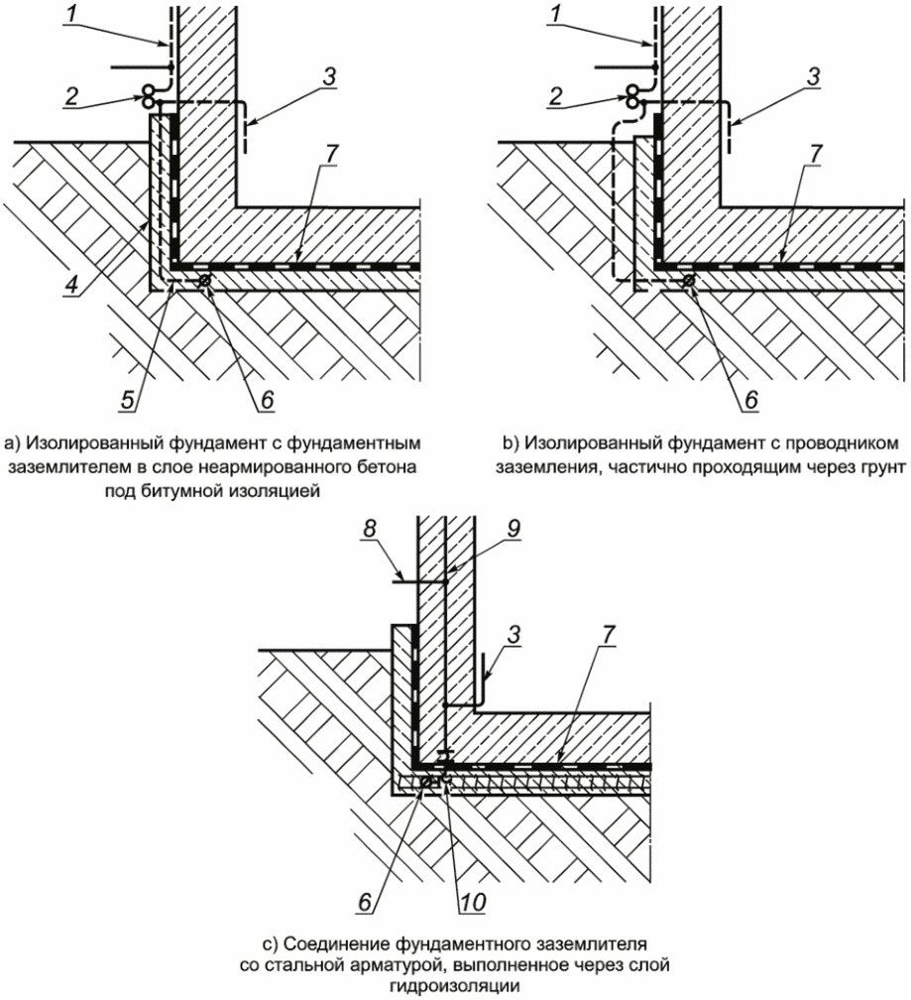 1
2
3
7
4
5
6
a) Изолированный фундамент с фундаментным
заземлителем в слое неармированного бетона
под битумной изоляцией
1
2
3
7
6
b) Изолированный фундамент с проводником
заземления, частично проходящим через грунт
8
9
3
7
6
10
c) Соединение фундаментного заземлителя
со стальной арматурой, выполненное через слой
гидроизоляции